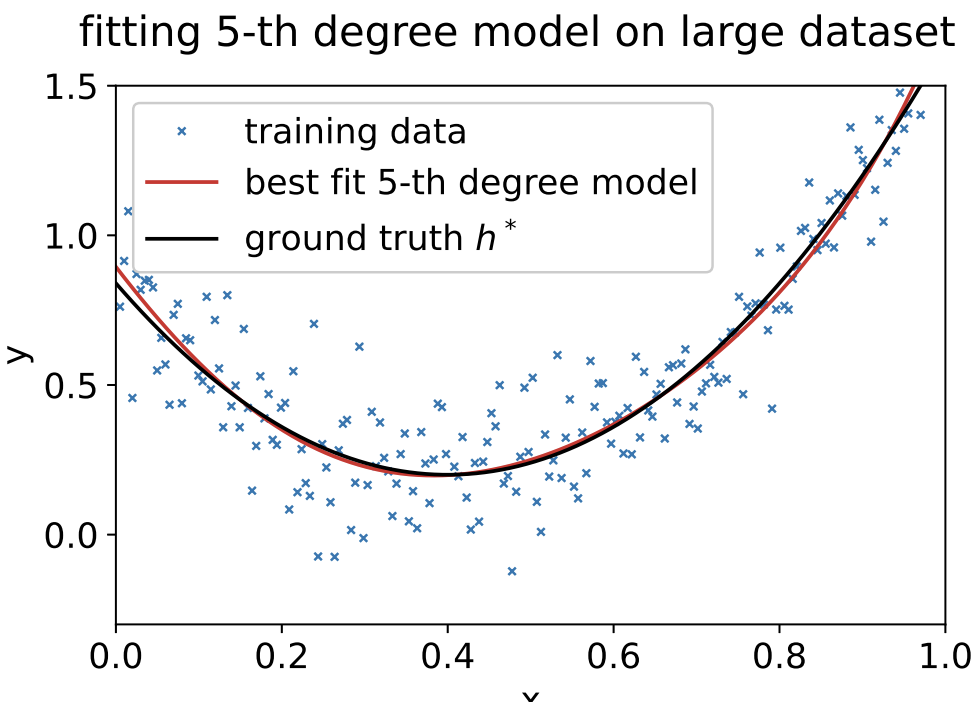 fitting 5-th degree model on large dataset
1.5
training data
best fit 5-th degree model
1.0
ground truth h*
y
0.5
0.0
0.0 0.2 0.4 0.6 0.8 1.0
x